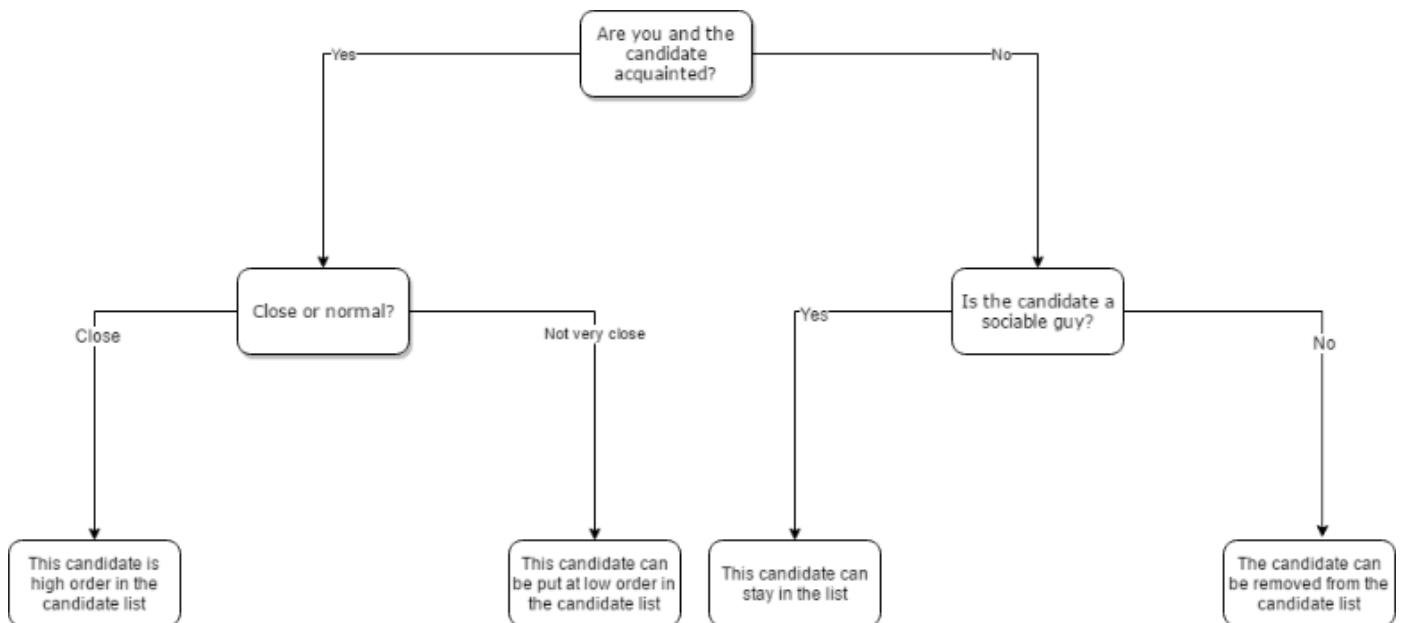 Are you and the
candidate
acquainted?
Yes
No
Close or normal?
Is the candidate a
sociable guy?
Close
Not very close
Yes
No
This candidate is
high order in the
candidate list
This candidate can
be put at low order in
the candidate list
This candidate can
stay in the list
The candidate can
be removed from the
candidate list